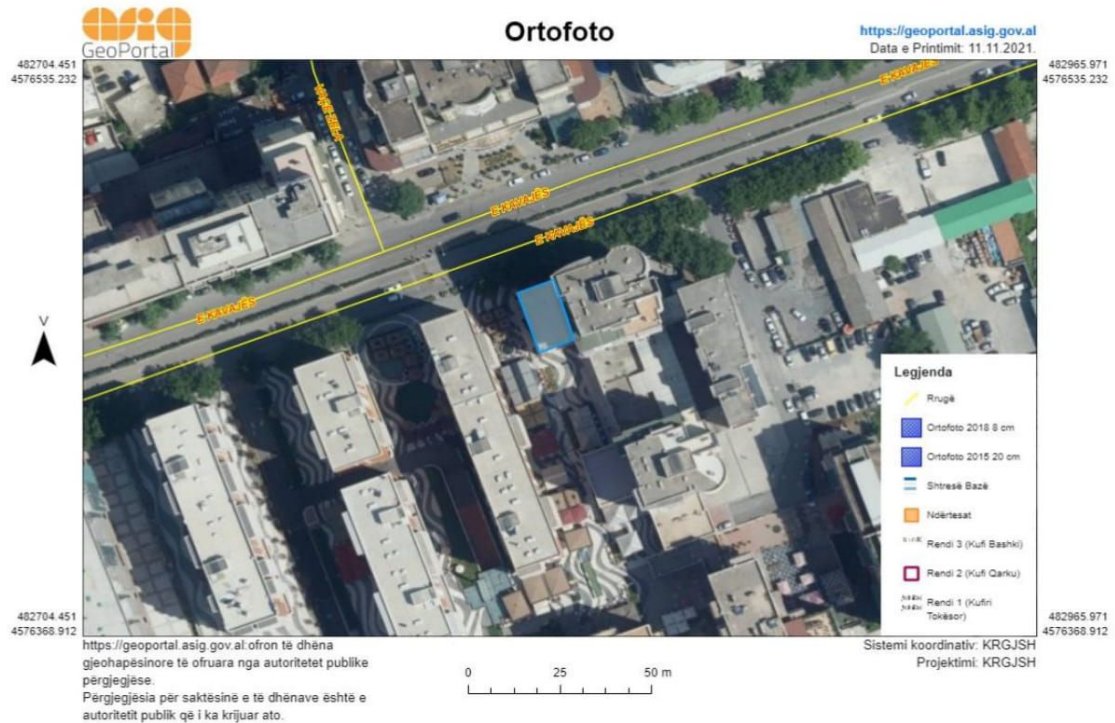 asig
GeoPortal
Ortofoto
https://geoportal.asig.gov.al
Data e Printimit: 11.11.2021.
482704.451
4576535.232
482965.971
4576535.232
E-KAVAJËS
E-KAVAJËS
E-KAVAJËS
E-KAVAJËS
V
Legjenda
Rrugë
Ortofoto 2018 8 cm
Ortofoto 2015 20 cm
Shtresë Bazë
Ndërtesat
Rendi 3 (Kufi Bashki)
Rendi 2 (Kufi Qarku)
Rendi 1 (Kufiri
Tokësor)
482704.451
4576368.912
482965.971
4576368.912
https://geoportal.asig.gov.al:ofron të dhëna
gjeohapësinore të ofruara nga autoritetet publike
përgjegjëse.
Përgjegjësia për saktësinë e të dhënave është e
autoritetit publik që i ka krijuar ato.
0 25 50 m
Sistemi koordinativ: KRGJSH
Projektimi: KRGJSH